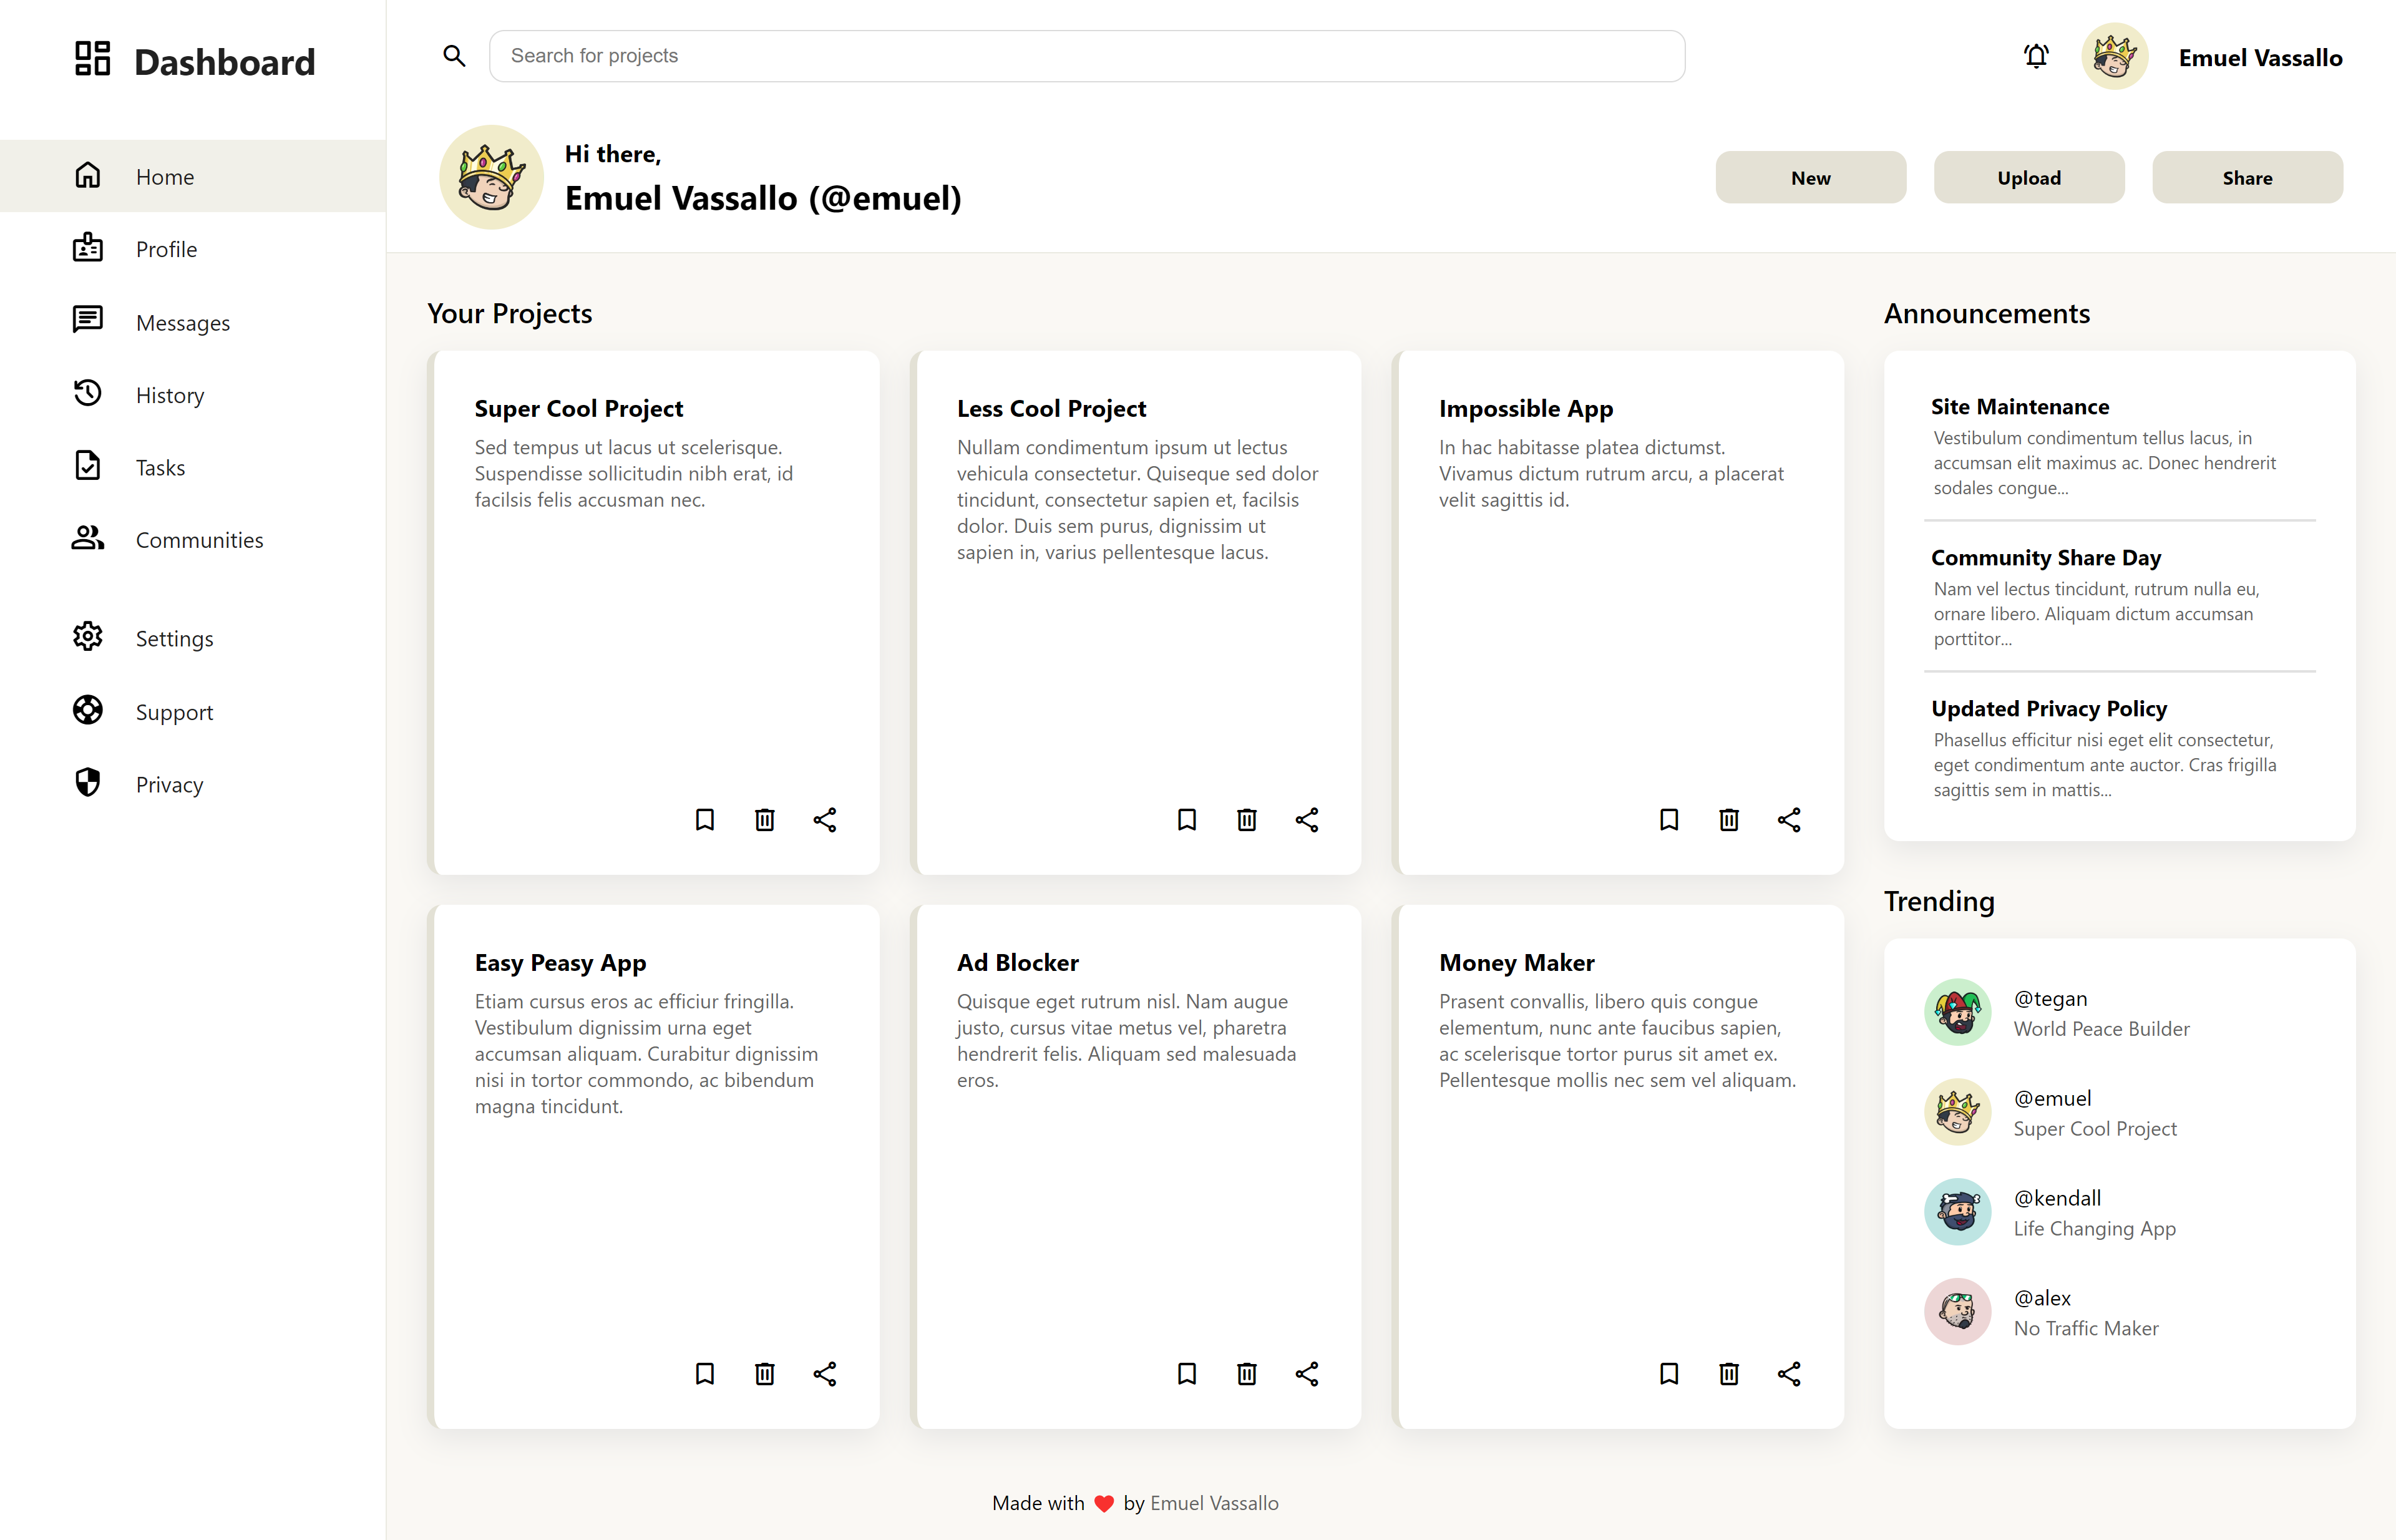 Dashboard
Home
Profile
Messages
History
Tasks
Communities
Settings
Support
Privacy
Search for projects
Emuel Vassallo
Hi there,
Emuel Vassallo (@emuel)
New
Upload
Share
Your Projects
Super Cool Project
Sed tempus ut lacus ut scelerisque.
Suspendisse sollicitudin nibh erat, id
facilsis felis accusman nec.
Less Cool Project
Nullam condimentum ipsum ut lectus
vehicula consectetur. Quiseque sed dolor
tincidunt, consectetur sapien et, facilsis
dolor. Duis sem purus, dignissim ut
sapien in, varius pellentesque lacus.
Impossible App
In hac habitasse platea dictumst.
Vivamus dictum rutrum arcu, a placerat
velit sagittis id.
Easy Peasy App
Etiam cursus eros ac efficiur fringilla.
Vestibulum dignissim urna eget
accumsan aliquam. Curabitur dignissim
nisi in tortor commondo, ac bibendum
magna tincidunt.
Ad Blocker
Quisque eget rutrum nisl. Nam augue
justo, cursus vitae metus vel, pharetra
hendrerit felis. Aliquam sed malesuada
eros.
Money Maker
Prasent convallis, libero quis congue
elementum, nunc ante faucibus sapien,
ac scelerisque tortor purus sit amet ex.
Pellentesque mollis nec sem vel aliquam.
Announcements
Site Maintenance
Vestibulum condimentum tellus lacus, in
accumsan elit maximus ac. Donec hendrerit
sodales congue...
Community Share Day
Nam vel lectus tincidunt, rutrum nulla eu,
ornare libero. Aliquam dictum accumsan
porttitor...
Updated Privacy Policy
Phasellus efficitur nisi eget elit consectetur,
eget condimentum ante auctor. Cras frigilla
sagittis sem in mattis...
Trending
@tegan
World Peace Builder
@emuel
Super Cool Project
@kendall
Life Changing App
@alex
No Traffic Maker
Made with ❤️ by Emuel Vassallo